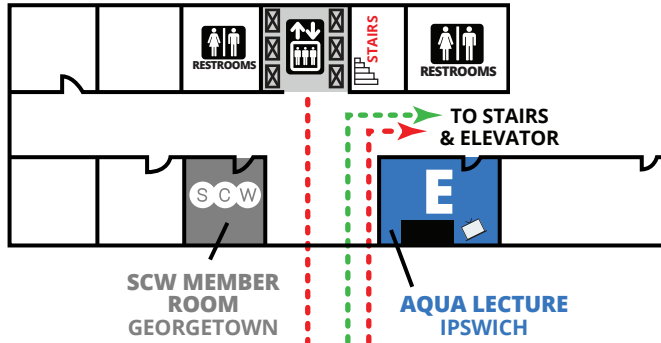 RESTROOMS
STAIRS
RESTROOMS
TO STAIRS
& ELEVATOR
SCW
E
SCW MEMBER
ROOM
GEORGETOWN
AQUA LECTURE
IPSWICH